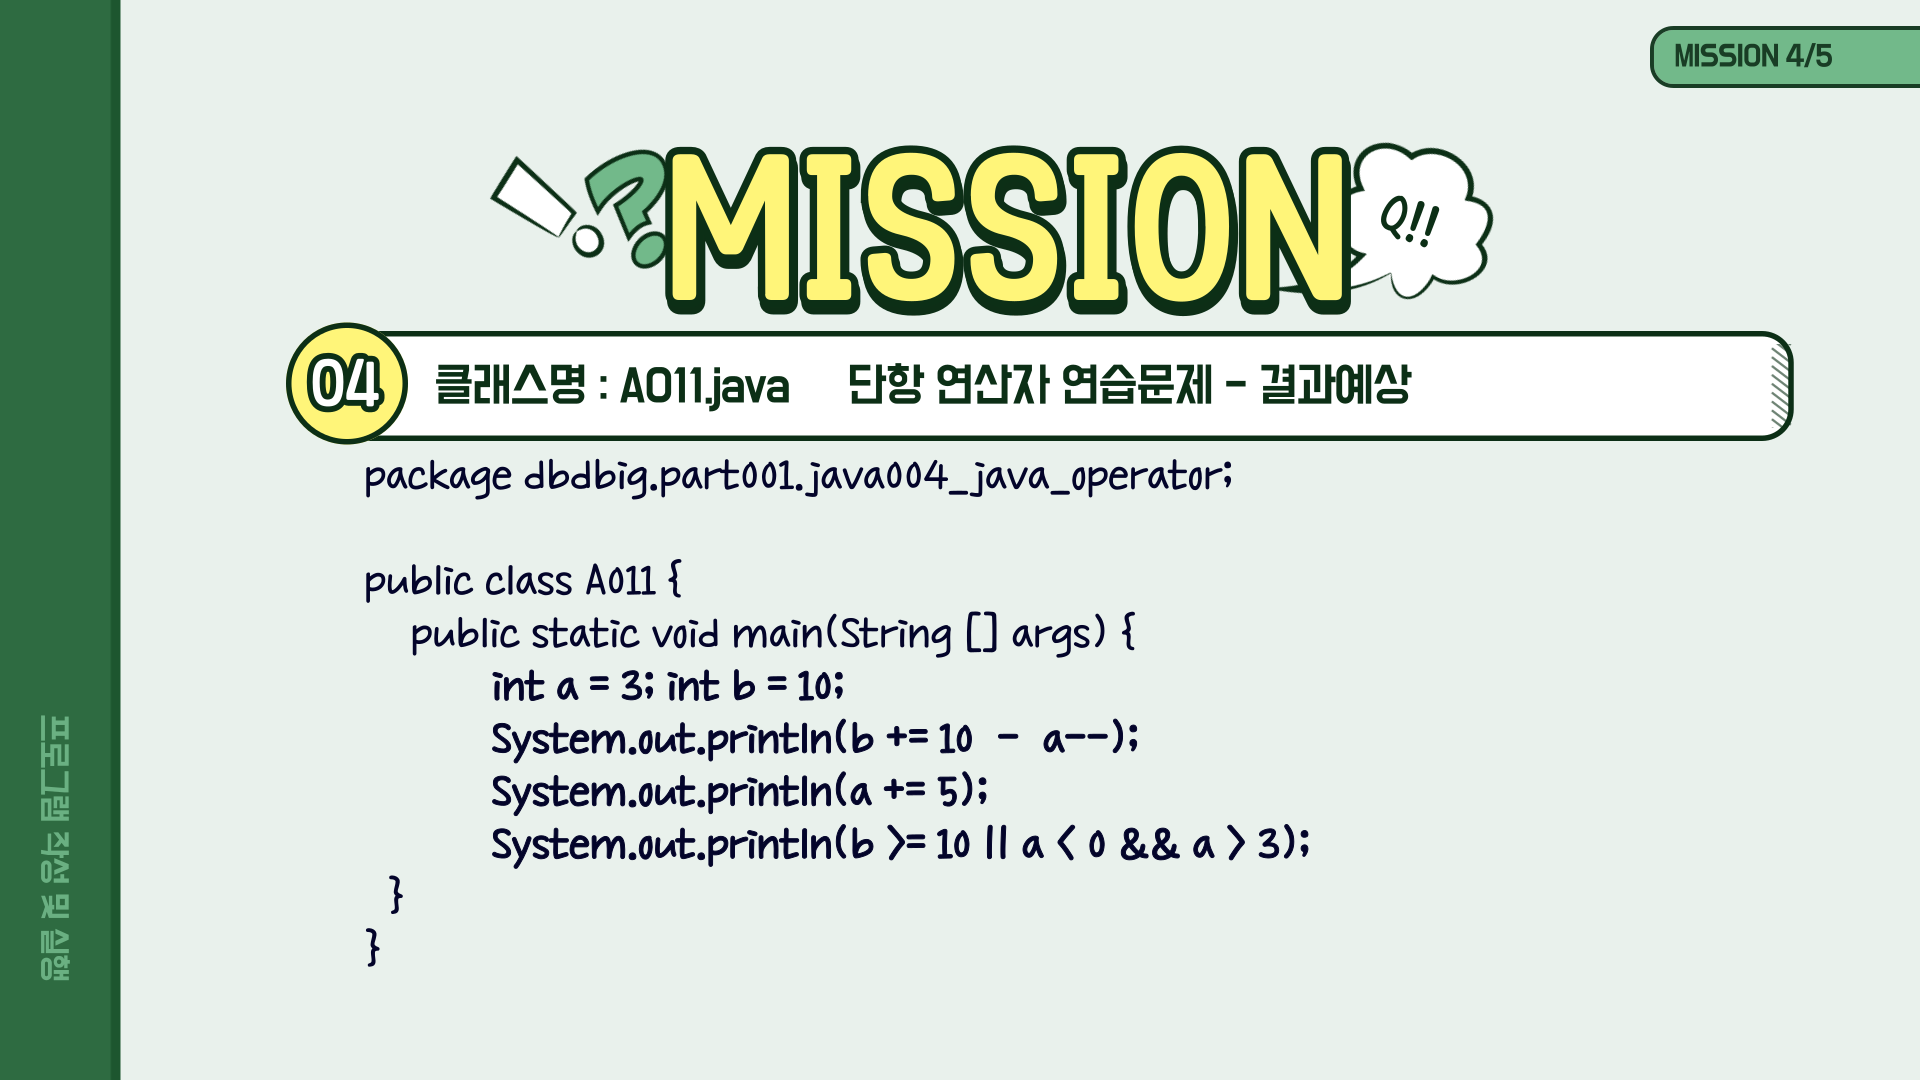 MISSION 4/5
MISSION
Q!!
04
클래스명 : A011.java 단항 연산자 연습문제 - 결과예상
package dbdbig.part001.java004_java_operator;
public class A011 {
public static void main(String [] args) {
int a = 3; int b = 10;
System.out.println(b += 10 - a--);
System.out.println(a += 5);
System.out.println(b >= 10 || a < 0 && a > 3);
}
}
프로그램 작성 및 실행